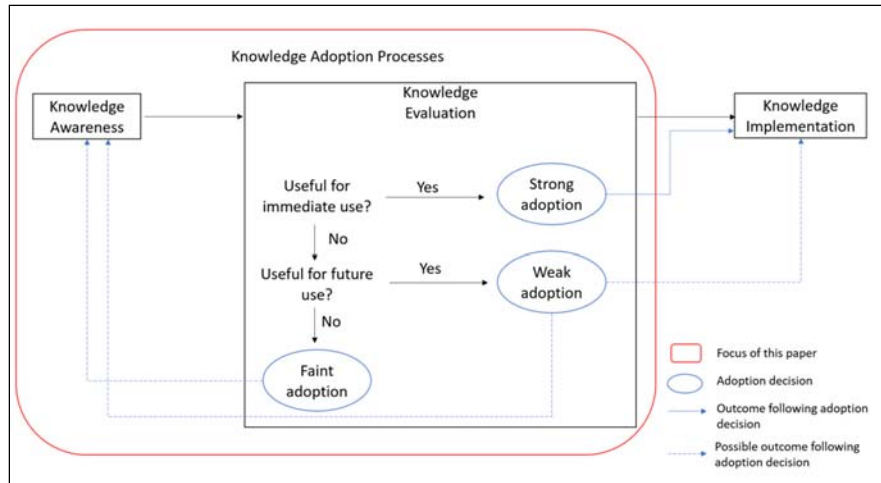 Knowledge Adoption Processes
Knowledge
Awareness
Knowledge
Evaluation
Knowledge
Implementation
Useful for
immediate use?
Yes
Strong
adoption
No
Useful for future
use?
Yes
Weak
adoption
No
Faint
adoption
Focus of this paper
Adoption decision
Outcome following adoption
decision
Possible outcome following
adoption decision